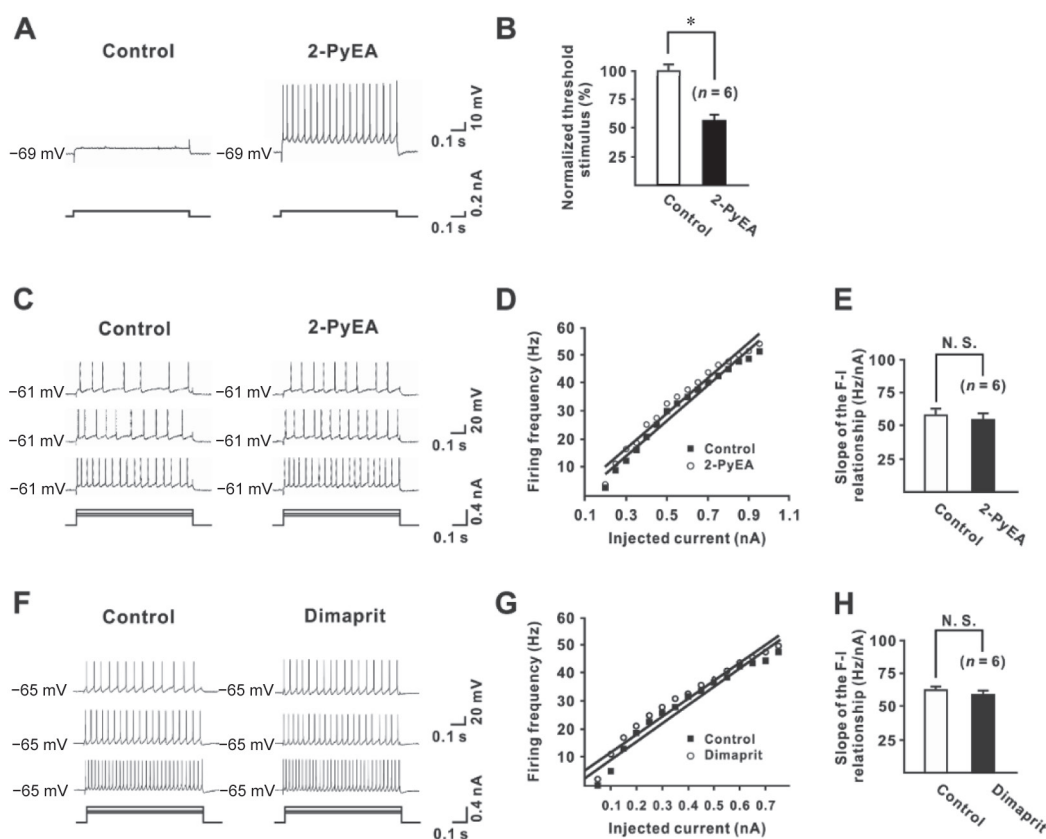 A
Control
2-PyEA
−69 mV
−69 mV
0.1 s
10 mV
0.1 s
0.2 nA
0.1 s
B
*
(n = 6)
Normalized threshold
stimulus (%)
100
75
50
25
Control
2-PyEA
C
Control
2-PyEA
−61 mV
−61 mV
−61 mV
−61 mV
−61 mV
−61 mV
0.1 s
20 mV
0.1 s
0.4 nA
D
Firing frequency (Hz)
60
50
40
30
20
10
0.1 0.3 0.5 0.7 0.9 1.1
Injected current (nA)
Control
2-PyEA
E
N. S.
(n = 6)
Slope of the F-I
relationship (Hz/nA)
100
75
50
25
Control
2-PyEA
F
Control
Dimaprit
−65 mV
−65 mV
−65 mV
−65 mV
−65 mV
−65 mV
0.1 s
20 mV
0.1 s
0.4 nA
G
Firing frequency (Hz)
60
50
40
30
20
10
0.1 0.2 0.3 0.4 0.5 0.6 0.7
Injected current (nA)
Control
Dimaprit
H
N. S.
(n = 6)
Slope of the F-I
relationship (Hz/nA)
100
75
50
25
Control
Dimaprit